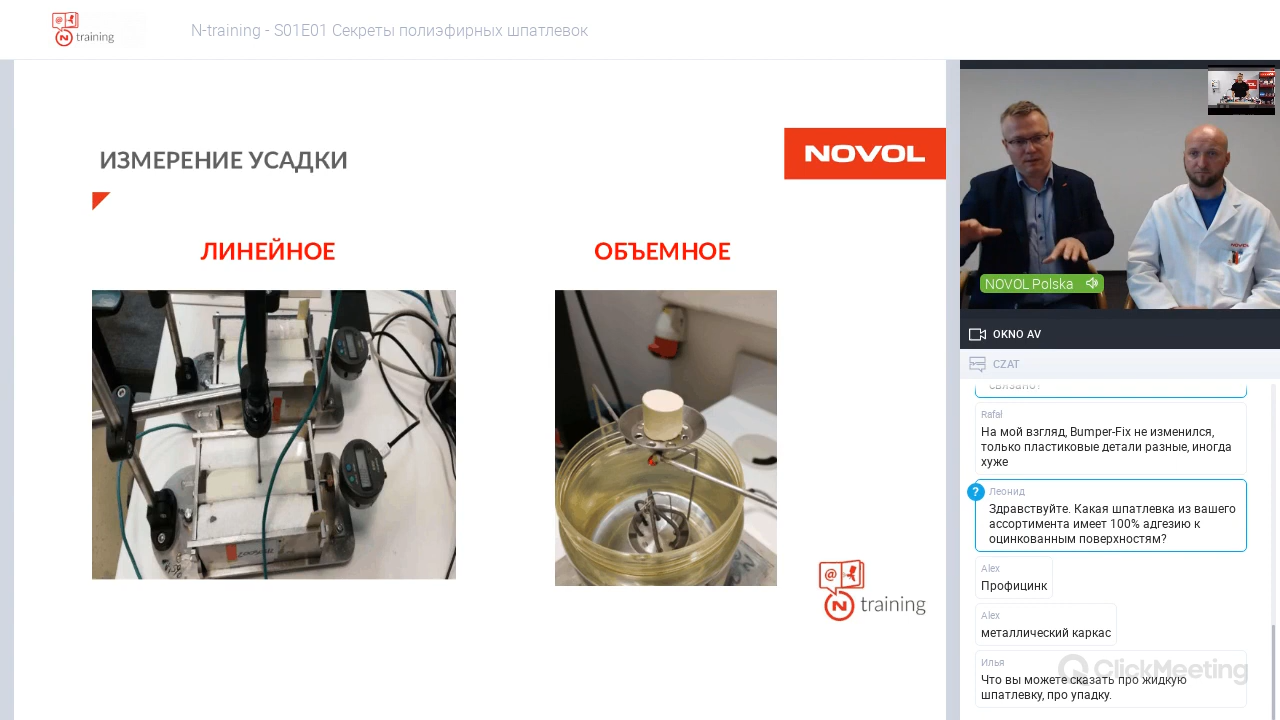 training
N-training - S01E01 Секреты полиэфирных шпатлевок
ИЗМЕРЕНИЕ УСАДКИ
NOVOL
ЛИНЕЙНОЕ
ОБЪЕМНОЕ
@
N training
NOVOL Polska
OKNO AV
CZAT
связано?
Rafał
На мой взгляд, Bumper-Fix не изменился,
только пластиковые детали разные, иногда
хуже
?
Леонид
Здравствуйте. Какая шпатлевка из вашего
ассортимента имеет 100% адгезию к
оцинкованным поверхностям?
Alex
Профицинк
Alex
металлический каркас
Илья
Что вы можете сказать про жидкую
шпатлевку, про упадку.
ClickMeeting